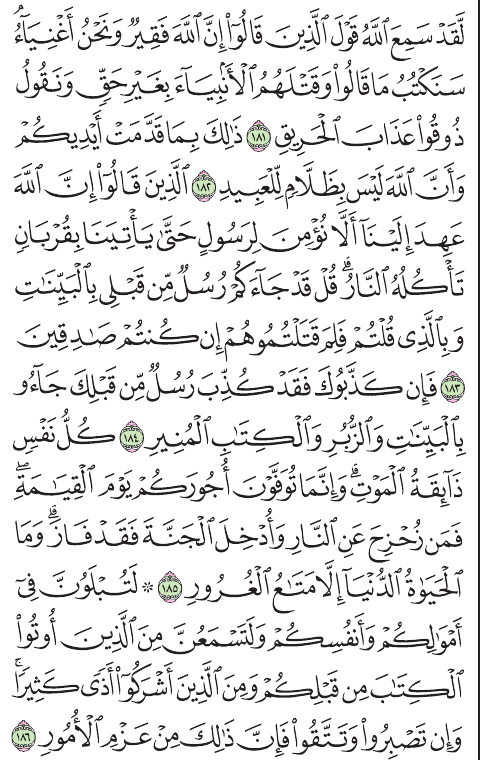 لَّقَدۡ سَمِعَ ٱللَّهُ قَوۡلَ ٱلَّذِينَ قَالُوٓاْ إِنَّ ٱللَّهَ فَقِيرٞ وَنَحۡنُ أَغۡنِيَآءُۘ
سَنَكۡتُبُ مَا قَالُواْ وَقَتۡلَهُمُ ٱلۡأَنۢبِيَآءَ بِغَيۡرِ حَقّٖ وَنَقُولُ
ذُوقُواْ عَذَابَ ٱلۡحَرِيقِ ١٨١ ذَٰلِكَ بِمَا قَدَّمَتۡ أَيۡدِيكُمۡ
وَأَنَّ ٱللَّهَ لَيۡسَ بِظَلَّامٖ لِّلۡعَبِيدِ ١٨٢ ٱلَّذِينَ قَالُوٓاْ إِنَّ ٱللَّهَ
عَهِدَ إِلَيۡنَآ أَلَّا نُؤۡمِنَ لِرَسُولٍ حَتَّىٰ يَأۡتِيَنَا بِقُرۡبَانٖ
تَأۡكُلُهُ ٱلنَّارُۗ قُلۡ قَدۡ جَآءَكُمۡ رُسُلٞ مِّن قَبۡلِي بِٱلۡبَيِّنَٰتِ
وَبِٱلَّذِي قُلۡتُمۡ فَلِمَ قَتَلۡتُمُوهُمۡ إِن كُنتُمۡ صَٰدِقِينَ
١٨٣ فَإِن كَذَّبُوكَ فَقَدۡ كُذِّبَ رُسُلٞ مِّن قَبۡلِكَ جَآءُو
بِٱلۡبَيِّنَٰتِ وَٱلزُّبُرِ وَٱلۡكِتَٰبِ ٱلۡمُنِيرِ ١٨٤ كُلُّ نَفۡسٖ
ذَآئِقَةُ ٱلۡمَوۡتِۗ وَإِنَّمَا تُوَفَّوۡنَ أُجُورَكُمۡ يَوۡمَ ٱلۡقِيَٰمَةِۖ
فَمَن زُحۡزِحَ عَنِ ٱلنَّارِ وَأُدۡخِلَ ٱلۡجَنَّةَ فَقَدۡ فَازَۗ وَمَا
ٱلۡحَيَوٰةُ ٱلدُّنۡيَآ إِلَّا مَتَٰعُ ٱلۡغُرُورِ ١٨٥ ۞ لَتُبۡلَوُنَّ فِيٓ
أَمۡوَٰلِكُمۡ وَأَنفُسِكُمۡ وَلَتَسۡمَعُنَّ مِنَ ٱلَّذِينَ أُوتُواْ
ٱلۡكِتَٰبَ مِن قَبۡلِكُمۡ وَمِنَ ٱلَّذِينَ أَشۡرَكُوٓاْ أَذٗى كَثِيرٗاۚ
وَإِن تَصۡبِرُواْ وَتَتَّقُواْ فَإِنَّ ذَٰلِكَ مِنۡ عَزۡمِ ٱلۡأُمُورِ ١٨٦